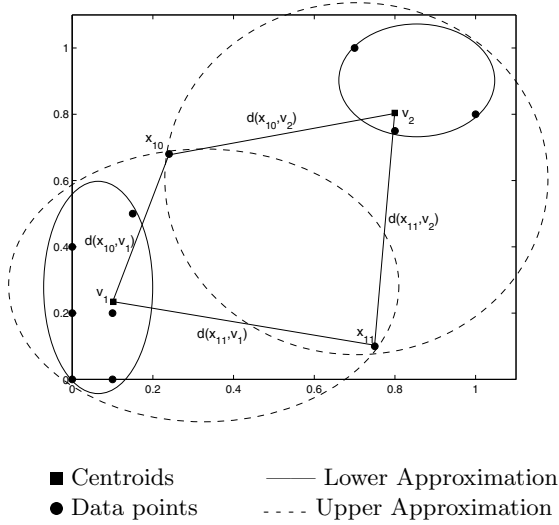 1
0.8
0.6
0.4
0.2
0
0 0.2 0.4 0.6 0.8 1
x10
d(x10,v2)
v2
d(x11,v2)
d(x10,v1)
v1
d(x11,v1)
x11
Centroids
Lower Approximation
Data points
Upper Approximation